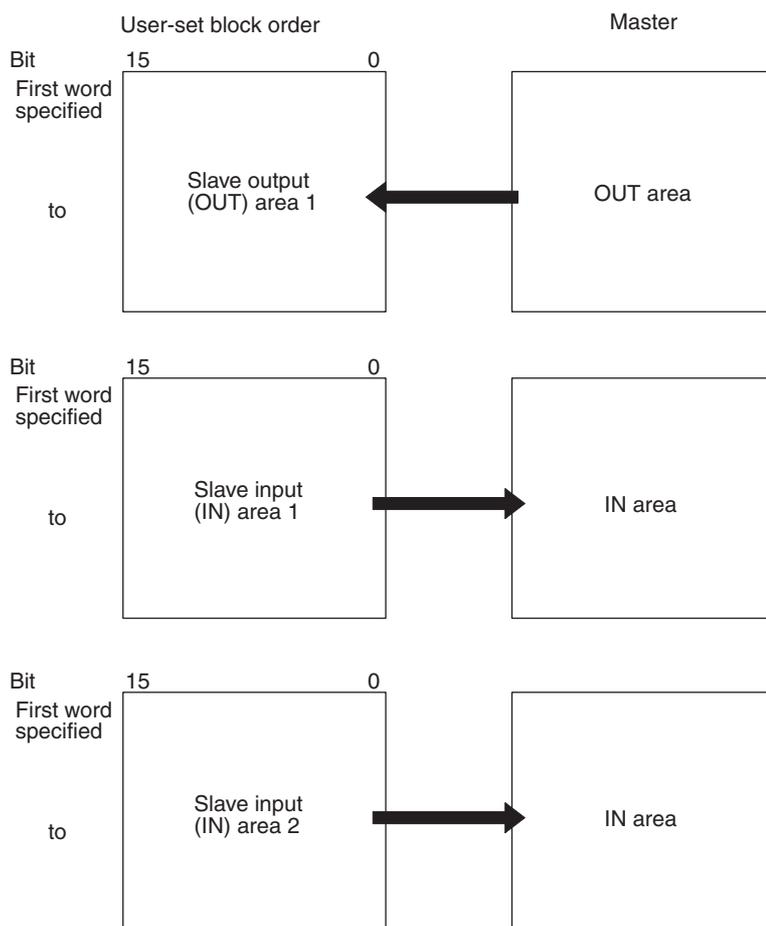 User-set block order
Master
Bit
15
0
First word
specified
to
Slave output
(OUT) area 1
OUT area
Bit
15
0
First word
specified
to
Slave input
(IN) area 1
IN area
Bit
15
0
First word
specified
to
Slave input
(IN) area 2
IN area